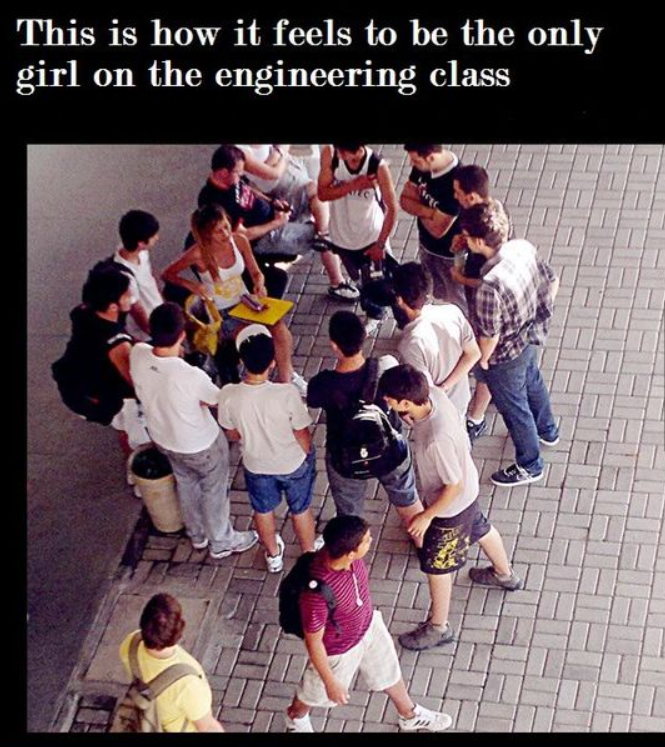 This is how it feels to be the only
girl on the engineering class